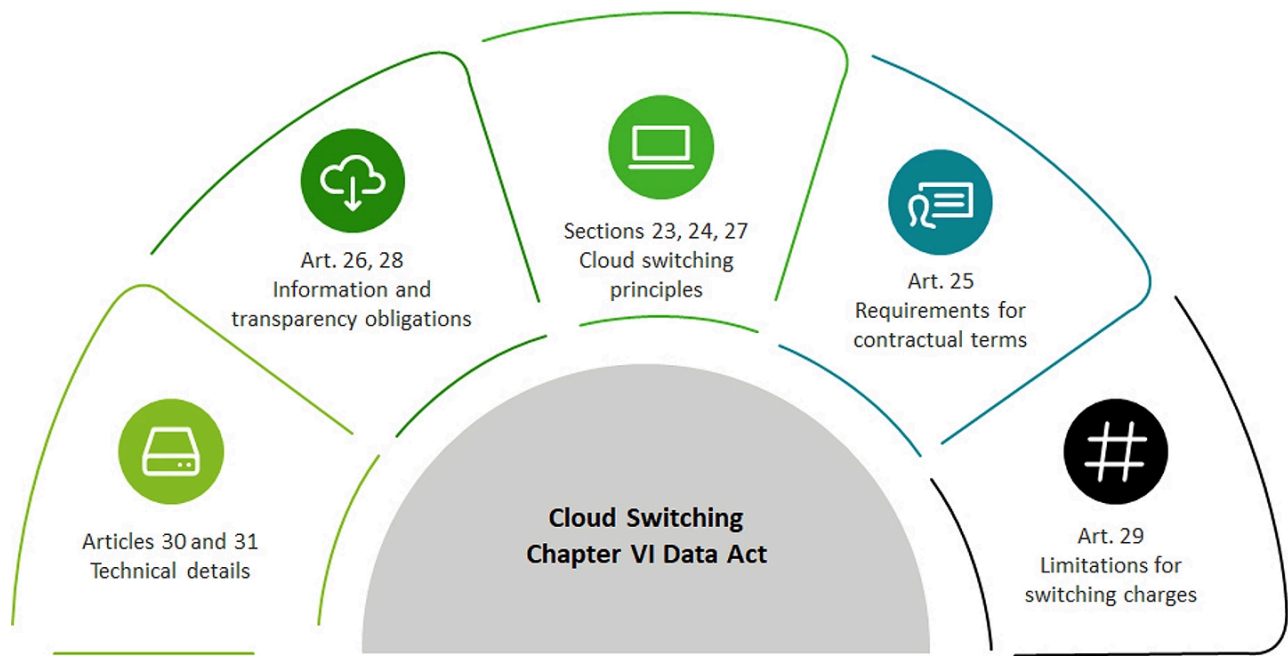 Articles 30 and 31
Technical details
Art. 26, 28
Information and
transparency obligations
Sections 23, 24, 27
Cloud switching
principles
Art. 25
Requirements for
contractual terms
Art. 29
Limitations for
switching charges
Cloud Switching
Chapter VI Data Act